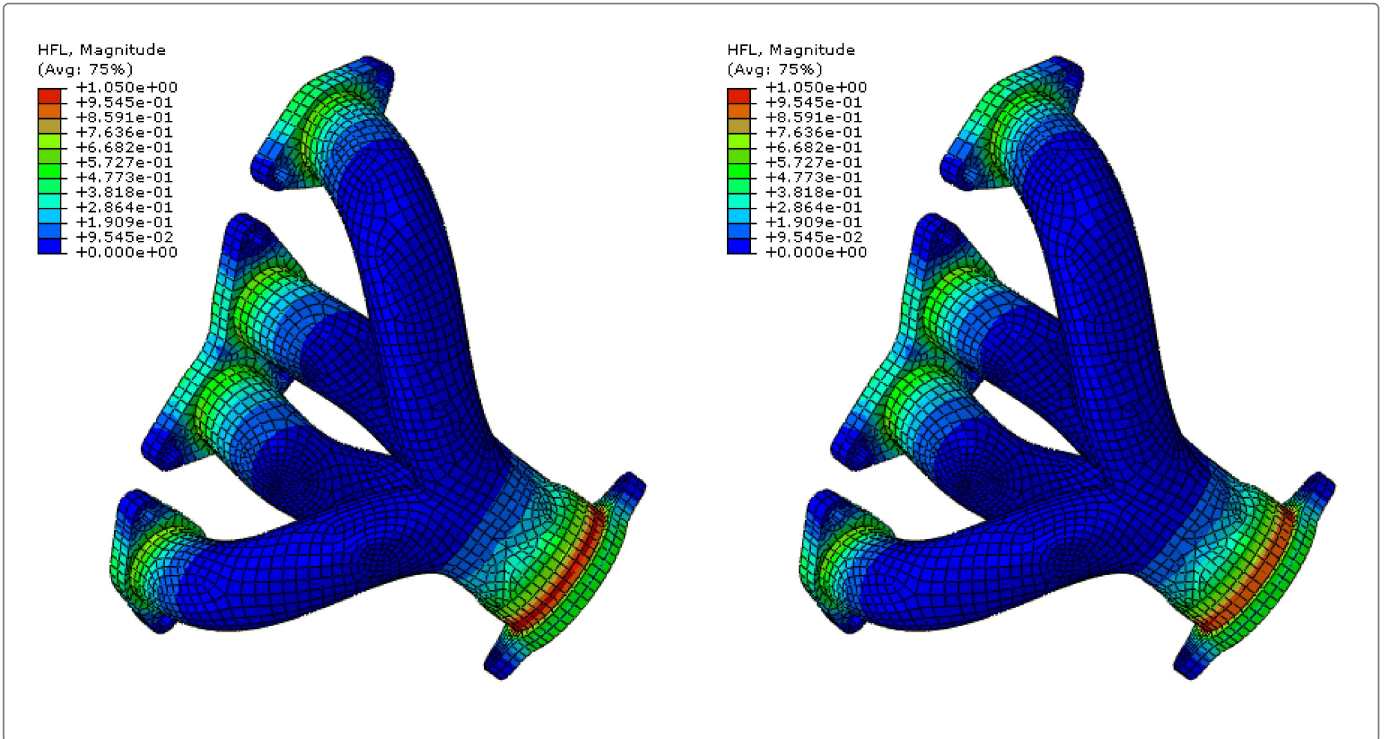 HFL, Magnitude
(Avg: 75%)
+1.050e+00
+9.545e-01
+8.591e-01
+7.636e-01
+6.682e-01
+5.727e-01
+4.773e-01
+3.818e-01
+2.864e-01
+1.909e-01
+9.545e-02
+0.000e+00
HFL, Magnitude
(Avg: 75%)
+1.050e+00
+9.545e-01
+8.591e-01
+7.636e-01
+6.682e-01
+5.727e-01
+4.773e-01
+3.818e-01
+2.864e-01
+1.909e-01
+9.545e-02
+0.000e+00